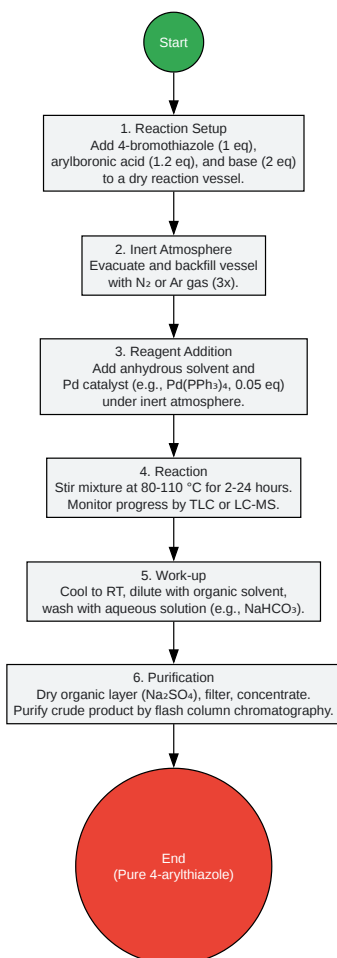 Start
1. Reaction Setup
Add 4-bromothiazole (1 eq),
arylboronic acid (1.2 eq), and base (2 eq)
to a dry reaction vessel.
2. Inert Atmosphere
Evacuate and backfill vessel
with N₂ or Ar gas (3x).
3. Reagent Addition
Add anhydrous solvent and
Pd catalyst (e.g., Pd(PPh₃)₄, 0.05 eq)
under inert atmosphere.
4. Reaction
Stir mixture at 80-110 °C for 2-24 hours.
Monitor progress by TLC or LC-MS.
5. Work-up
Cool to RT, dilute with organic solvent,
wash with aqueous solution (e.g., NaHCO₃).
6. Purification
Dry organic layer (Na₂SO₄), filter, concentrate.
Purify crude product by flash column chromatography.
End
(Pure 4-arylthiazole)